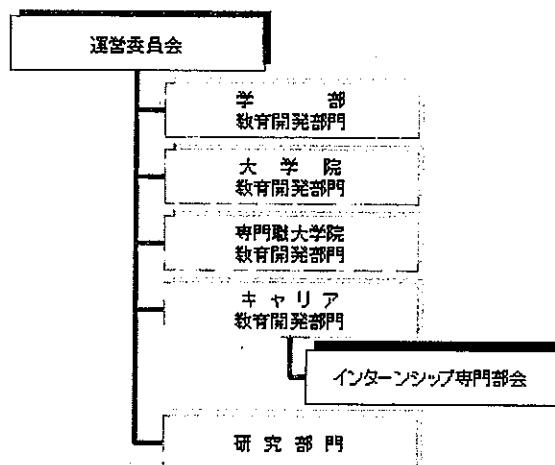 運営委員会
学部
教育開発部門
大学院
教育開発部門
専門職大学院
教育開発部門
キャリア
教育開発部門
インターンシップ専門部会
研究部門